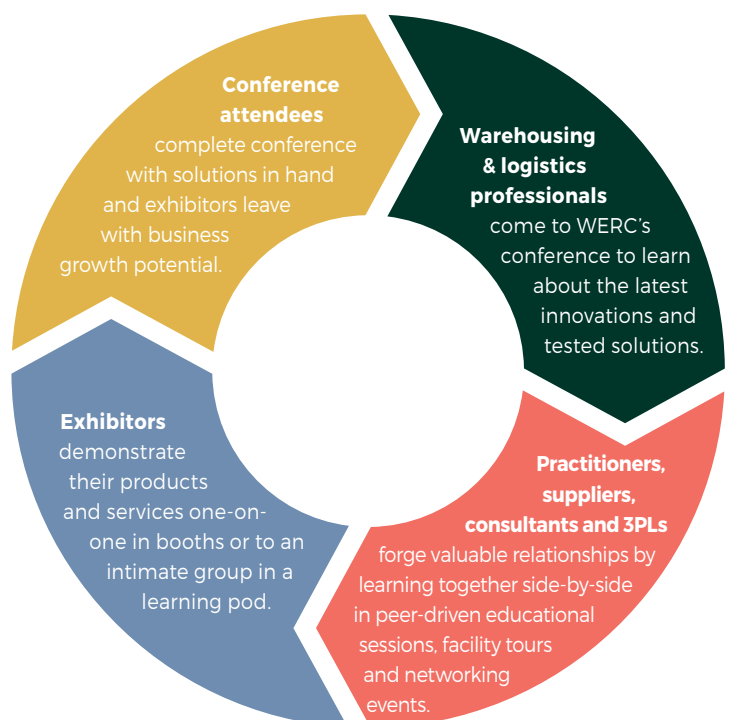 Conference
attendees
complete conference
with solutions in hand
and exhibitors leave
with business
growth potential.
Warehousing
& logistics
professionals
come to WERC's
conference to learn
about the latest
innovations and
tested solutions.
Practitioners,
suppliers,
consultants and 3PLs
forge valuable relationships by
learning together side-by-side
in peer-driven educational
sessions, facility tours
and networking
events.
Exhibitors
demonstrate
their products
and services one-on-
one in booths or to an
intimate group in a
learning pod.